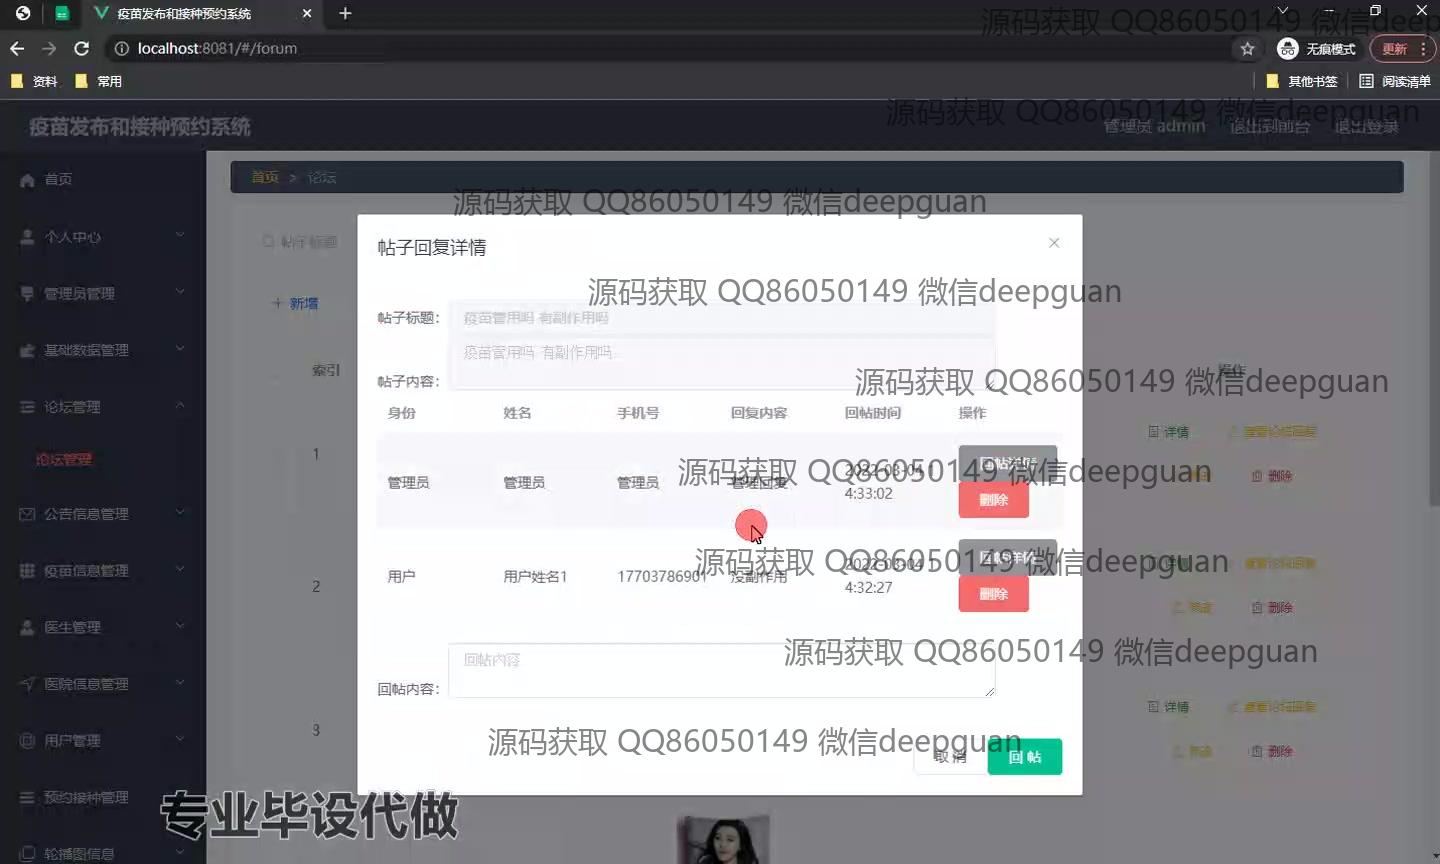 疫苗发布和接种预约系统
源码获取 QQ86050149 微信deepguan
localhost:8081/#/forum
无痕模式
更新
资料
常用
其他书签
阅读清单
源码获取 QQ86050149 微信deepguan
疫苗发布和接种预约系统
管理员 admin
退出到前台
退出登录
首页
首页 > 论坛
个人中心
源码获取 QQ86050149 微信deepguan
帖子标题
帖子回复详情
管理员管理
新增
源码获取 QQ86050149 微信deepguan
帖子标题:
疫苗管用吗 有副作用吗
基础数据管理
疫苗管用吗 有副作用吗
索引
操作
帖子内容:
源码获取 QQ86050149 微信deepguan
论坛管理
身份 姓名 手机号 回复内容 回帖时间 操作
详情 查看论坛回复
论坛管理
1
管理员 管理员 管理员 管理回复 2022-03-04 1
4:33:02
回帖详情
删除
源码获取 QQ86050149 微信deepguan
删除
公告信息管理
疫苗信息管理
2
用户 用户姓名1 17703786901 没副作用 2022-03-04 1
4:32:27
回帖详情
删除
源码获取 QQ86050149 微信deepguan
详情 查看论坛回复
修改 删除
医生管理
源码获取 QQ86050149 微信deepguan
回帖内容
医院信息管理
回帖内容:
详情 查看论坛回复
用户管理
3
源码获取 QQ86050149 微信deepguan
取 消
回 帖
修改 删除
预约接种管理
专业毕设代做
轮播图信息